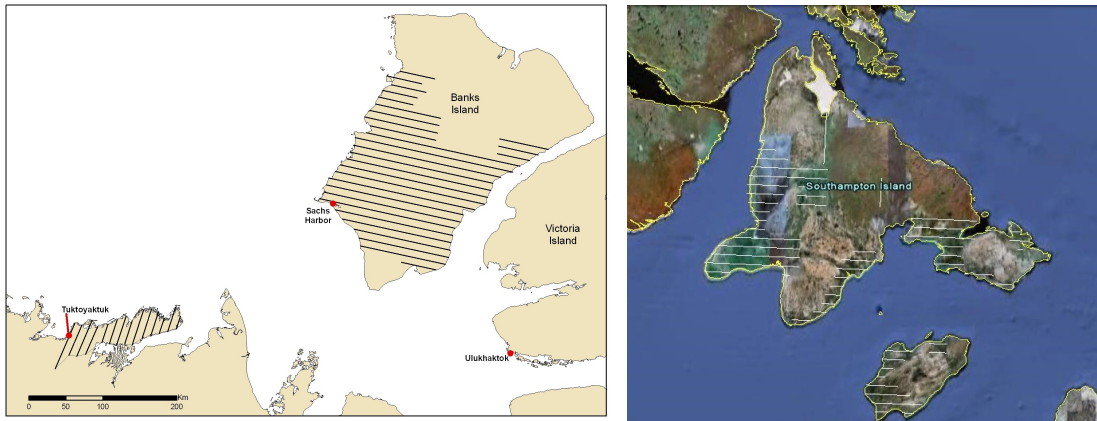 Banks
Island
Sachs
Harbor
Victoria
Island
Tuktoyaktuk
Ulukhaktok
Km
0 50 100 200
Southampton Island